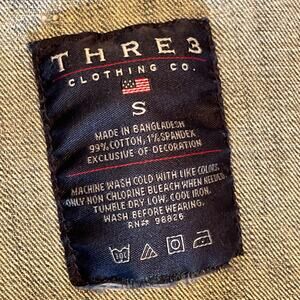 THRE3
CLOTHING CO.
S
MADE IN BANGLADESH
99% COTTON, 1% SPANDEX
EXCLUSIVE OF DECORATION
MACHINE WASH COLD WITH LIKE COLORS,
ONLY NON CHLORINE BLEACH WHEN NEEDED,
TUMBLE DRY LOW. COOL IRON.
WASH BEFORE WEARING.
RN# 98826